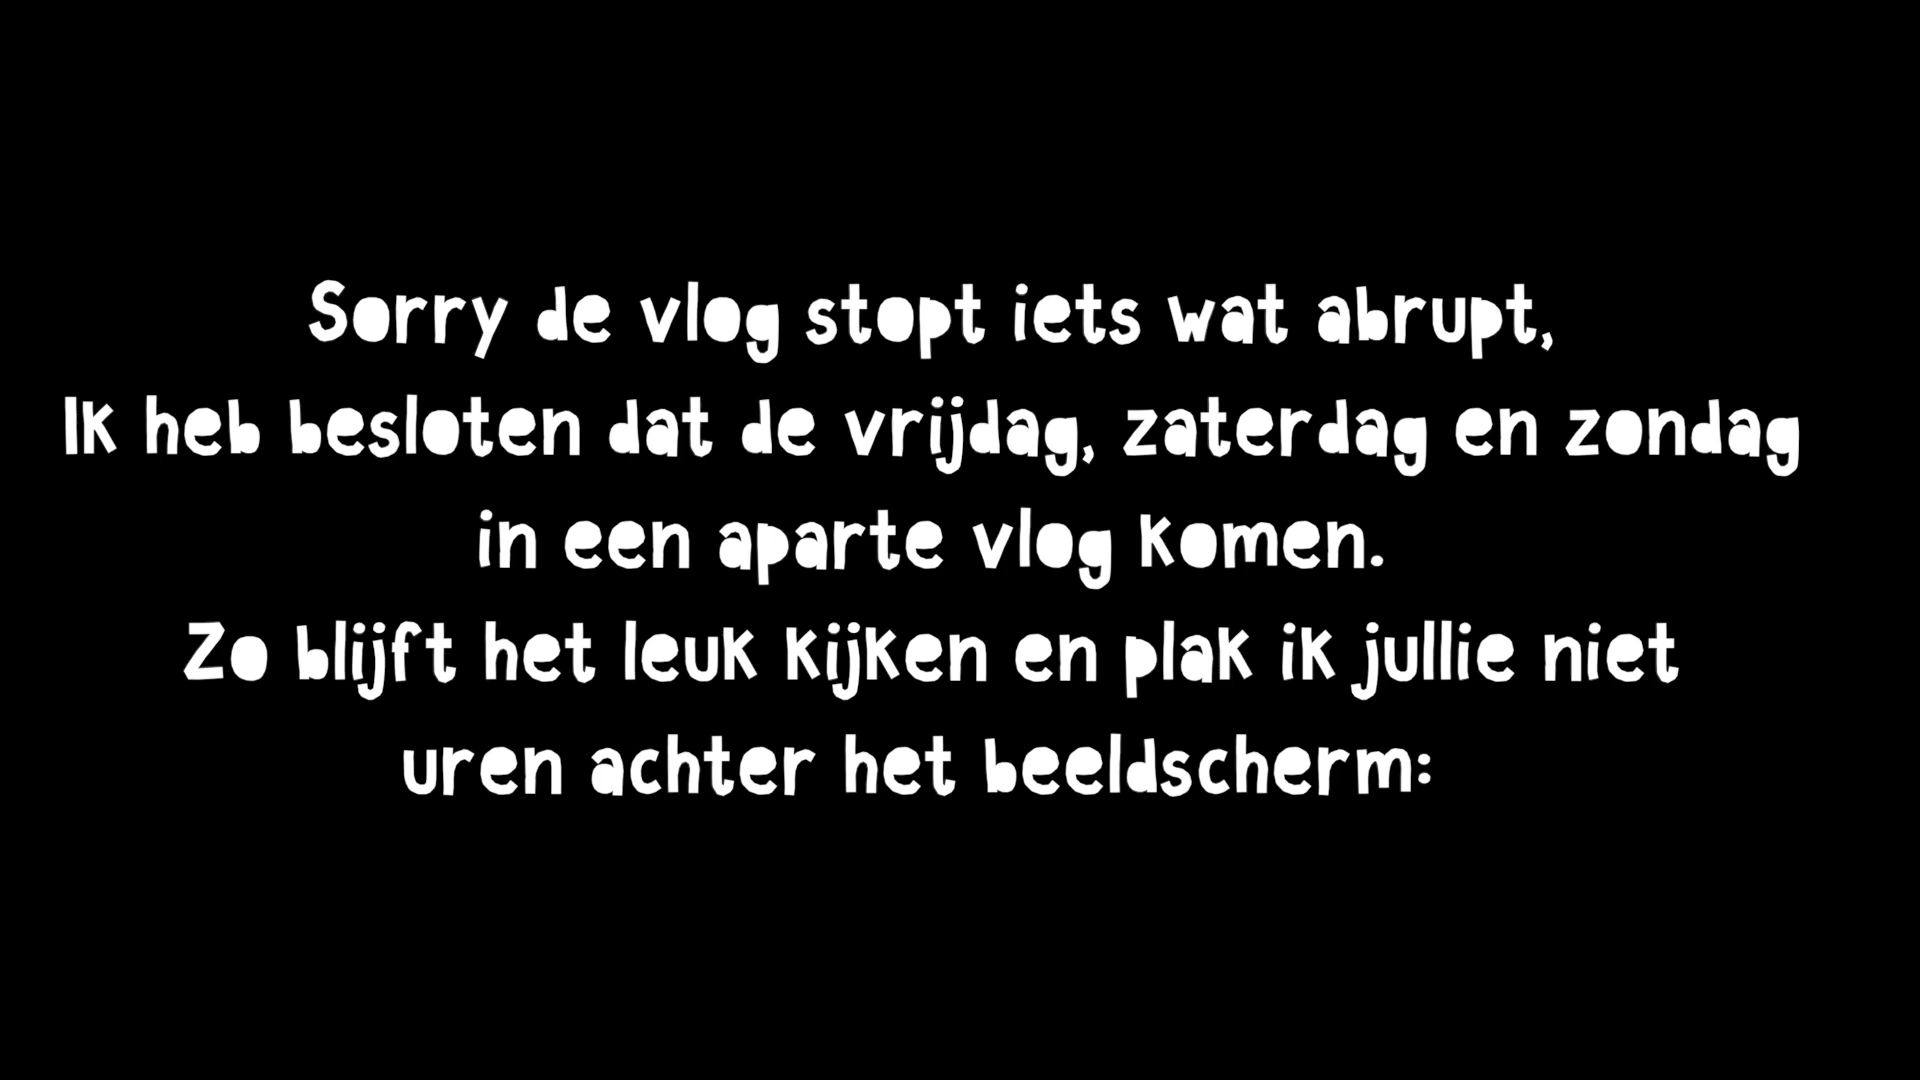 Sorry de vlog stopt iets wat abrupt,
Ik heb besloten dat de vrijdag, zaterdag en zondag
in een aparte vlog komen.
Zo blijft het leuk kijken en plak ik jullie niet
uren achter het beeldscherm: